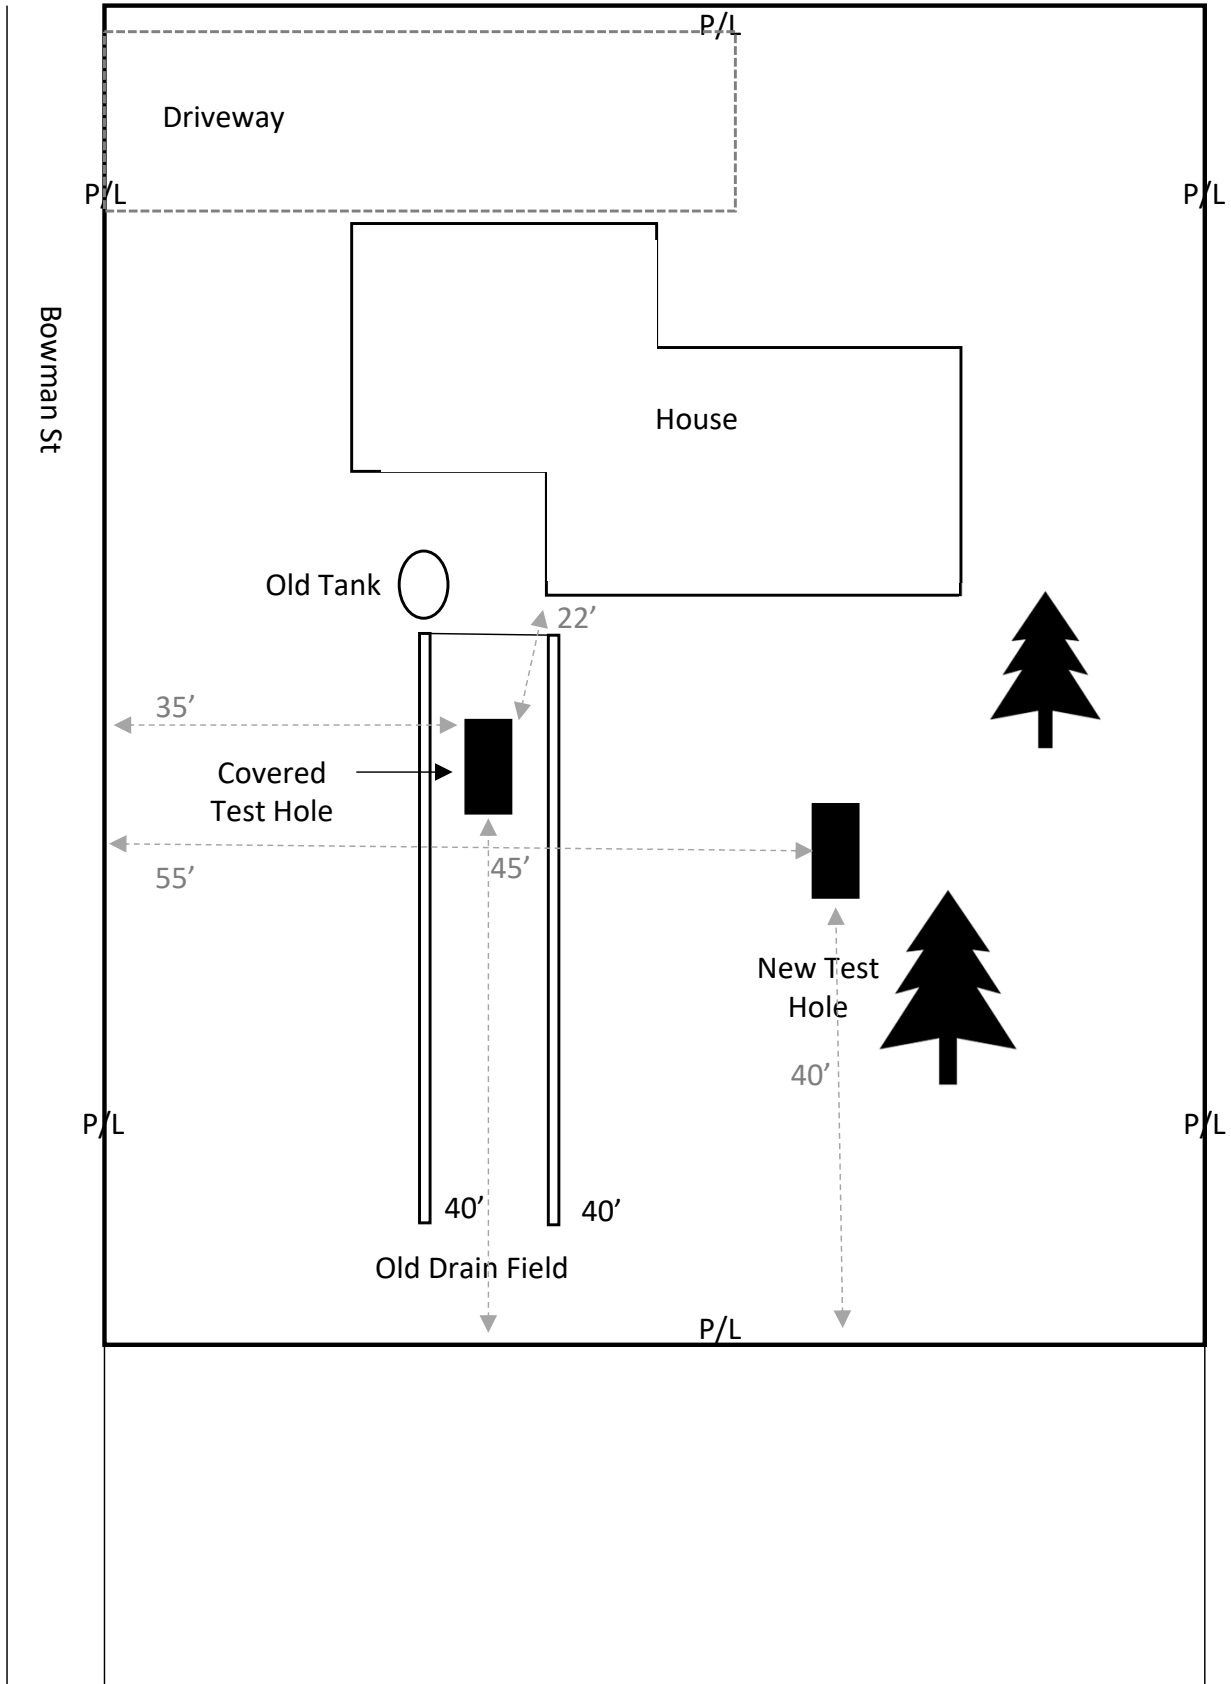 P/L
Driveway
P/L
P/L
Bowman St
House
Old Tank
22’
35’
Covered
Test Hole
45’
55’
New Test
Hole
40’
P/L
P/L
40’
40’
Old Drain Field
P/L